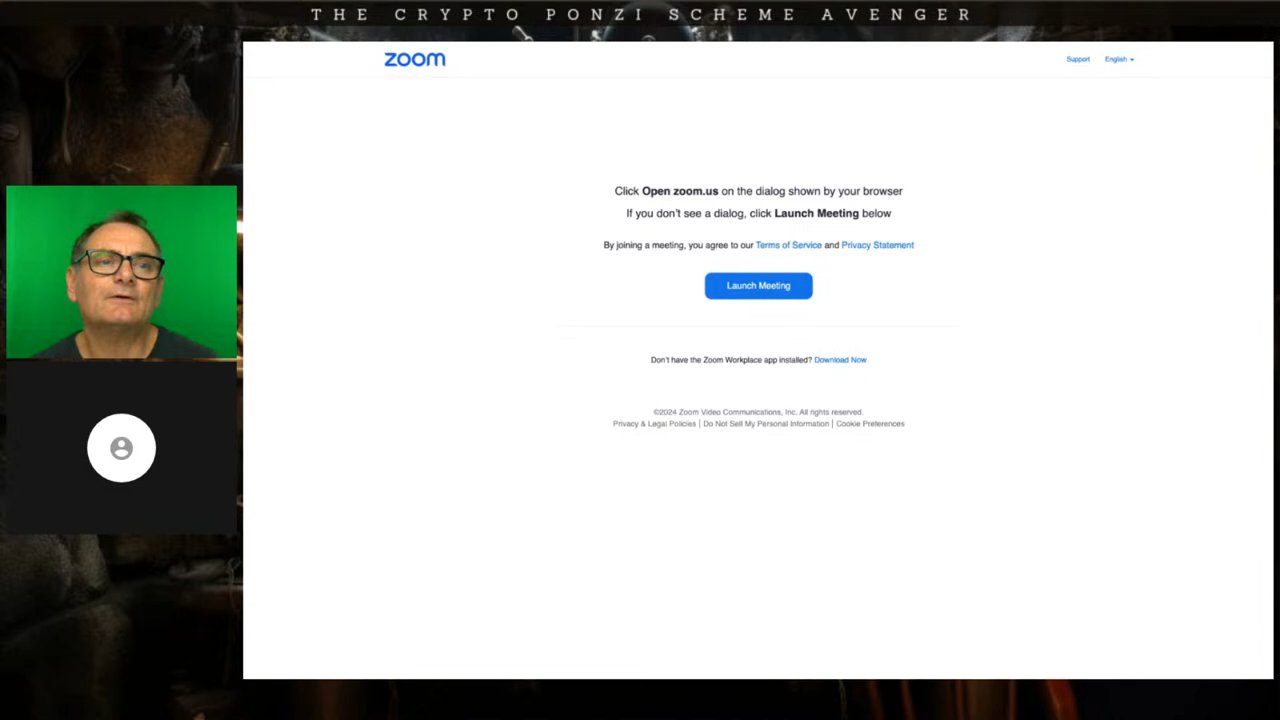 THE CRYPTO PONZI SCHEME AVENGER
zoom
Support English
Click Open zoom.us on the dialog shown by your browser
If you don't see a dialog, click Launch Meeting below
By joining a meeting, you agree to our Terms of Service and Privacy Statement
Launch Meeting
Don't have the Zoom Workplace app installed? Download Now
©2024 Zoom Video Communications, Inc. All rights reserved.
Privacy & Legal Policies | Do Not Sell My Personal Information | Cookie Preferences